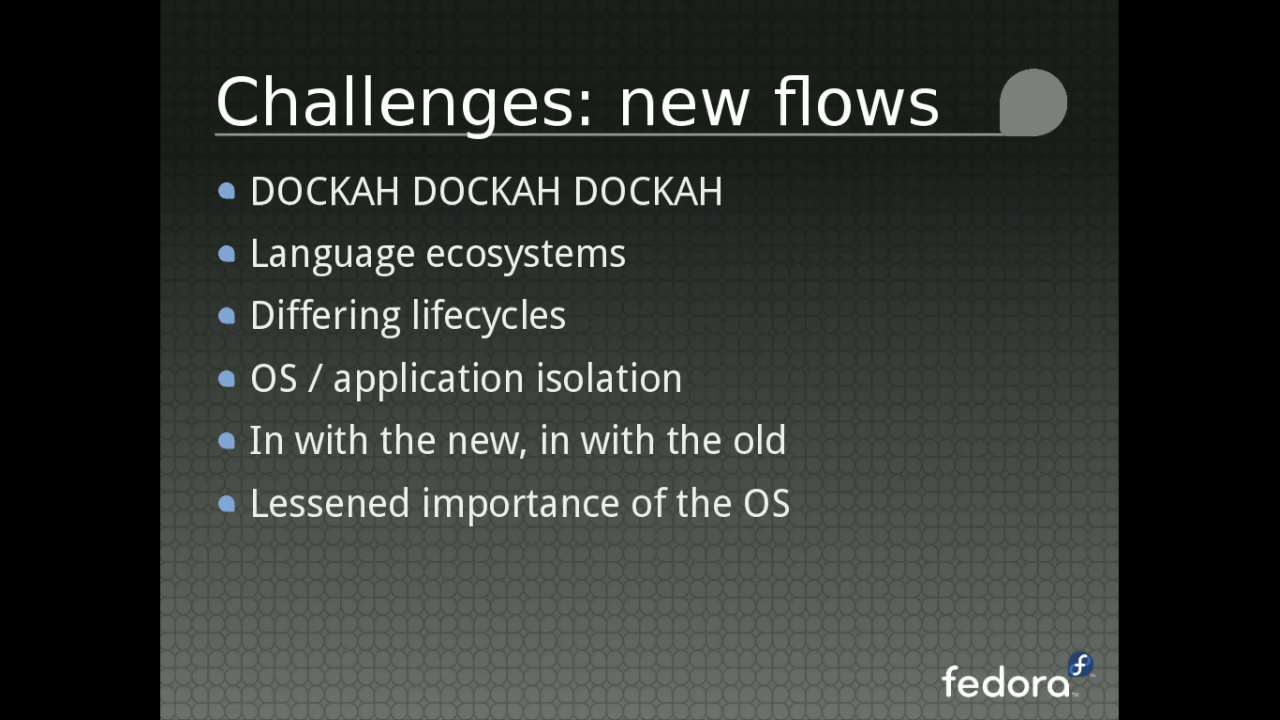 Challenges: new flows
DOCKAH DOCKAH DOCKAH
Language ecosystems
Differing lifecycles
OS / application isolation
In with the new, in with the old
Lessened importance of the OS
fedora